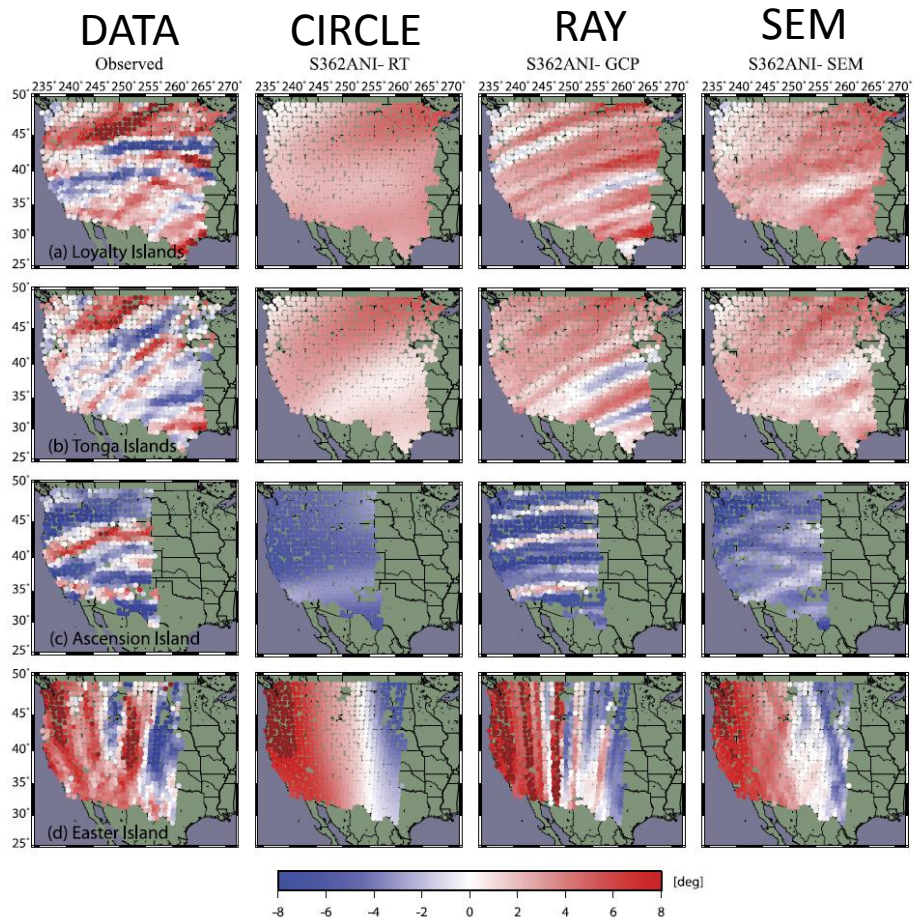 DATA CIRCLE RAY SEM
Observed S362ANI- RT S362ANI- GCP S362ANI- SEM
235˚ 240˚ 245˚ 250˚ 255˚ 260˚ 265˚ 270˚ 235˚ 240˚ 245˚ 250˚ 255˚ 260˚ 265˚ 270˚ 235˚ 240˚ 245˚ 250˚ 255˚ 260˚ 265˚ 270˚ 235˚ 240˚ 245˚ 250˚ 255˚ 260˚ 265˚ 270˚
50˚
45˚
40˚
35˚
30˚
(a) Loyalty Islands
25˚
50˚
45˚
40˚
35˚
30˚
(b) Tonga Islands
25˚
50˚
45˚
40˚
35˚
30˚
(c) Ascension Island
25˚
50˚
45˚
40˚
35˚
30˚
(d) Easter Island
25˚
[deg]
-8 -6 -4 -2 0 2 4 6 8